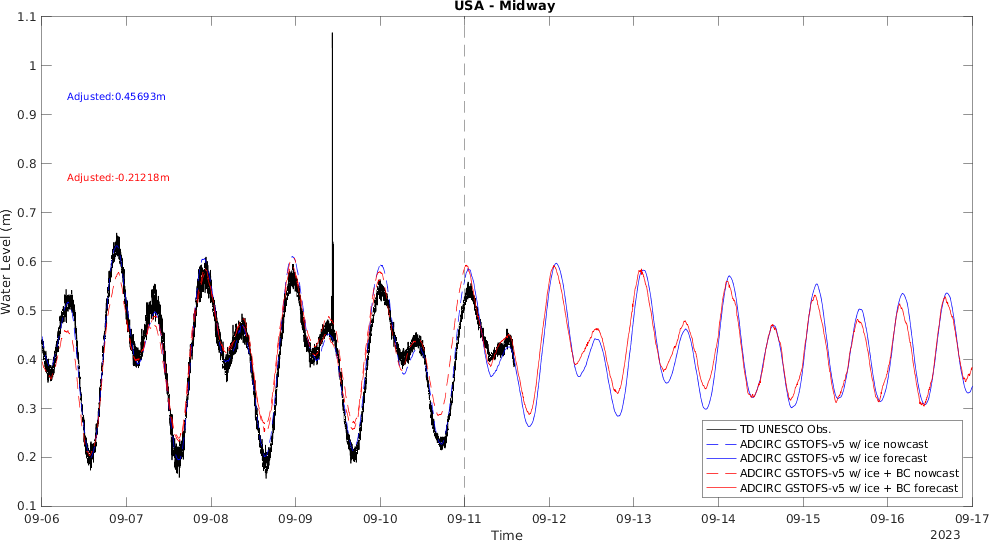 USA - Midway
1.1
1
0.9
0.8
0.7
0.6
0.5
0.4
0.3
0.2
0.1
Water Level (m)
Adjusted:0.45693m
Adjusted:-0.21218m
TD UNESCO Obs.
ADCIRC GSTOFS-v5 w/ ice nowcast
ADCIRC GSTOFS-v5 w/ ice forecast
ADCIRC GSTOFS-v5 w/ ice + BC nowcast
ADCIRC GSTOFS-v5 w/ ice + BC forecast
09-06 09-07 09-08 09-09 09-10 09-11 09-12 09-13 09-14 09-15 09-16 09-17
Time
2023